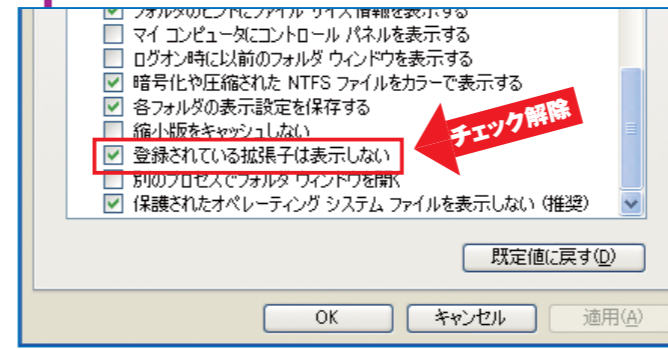 フォルダのヒントにファイル サイズ情報を表示する
マイ コンピュータにコントロール パネルを表示する
ログオン時に以前のフォルダ ウィンドウを表示する
暗号化や圧縮された NTFS ファイルをカラーで表示する
各フォルダの表示設定を保存する
縮小版をキャッシュしない
チェック解除
登録されている拡張子は表示しない
別のプロセスでフォルダ ウィンドウを開く
保護されたオペレーティング システム ファイルを表示しない (推奨)
既定値に戻す(D)
OK
キャンセル
適用(A)